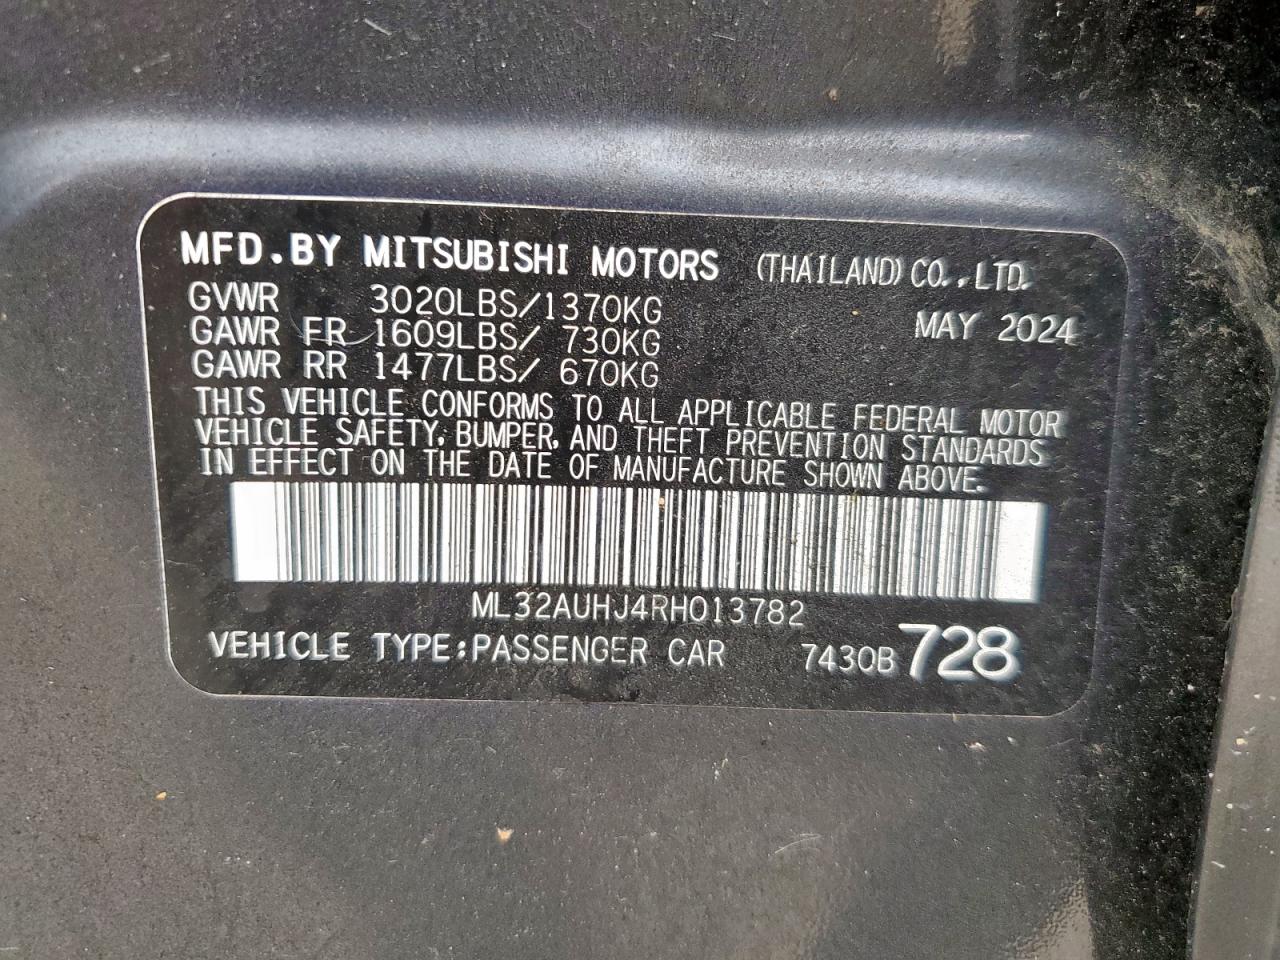 MFD.BY MITSUBISHI MOTORS (THAILAND) CO.,LTD.
GVWR 3020LBS/1370KG
GAWR FR 1609LBS/ 730KG MAY 2024
GAWR RR 1477LBS/ 670KG
THIS VEHICLE CONFORMS TO ALL APPLICABLE FEDERAL MOTOR
VEHICLE SAFETY, BUMPER, AND THEFT PREVENTION STANDARDS
IN EFFECT ON THE DATE OF MANUFACTURE SHOWN ABOVE.
ML32AUHJ4RH013782
VEHICLE TYPE:PASSENGER CAR 7430B 728